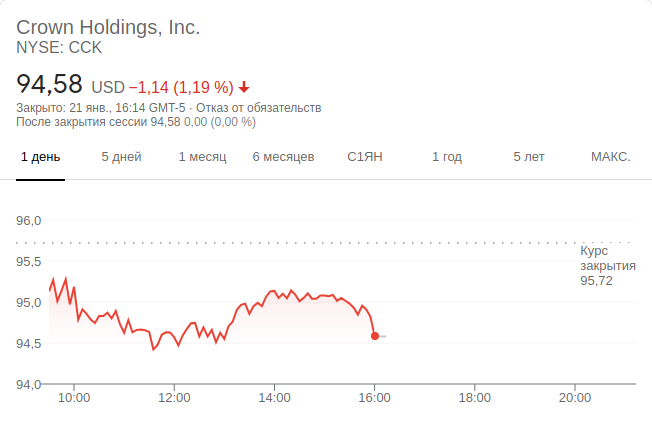 Crown Holdings, Inc.
NYSE: CCK
94,58 USD −1,14 (1,19 %)
Закрыто: 21 янв., 16:14 GMT-5 · Отказ от обязательств
После закрытия сессии 94,58 0,00 (0,00 %)
1 день 5 дней 1 месяц 6 месяцев С1ЯН 1 год 5 лет МАКС.
96,0
Курс
закрытия
95,72
95,5
95,0
94,5
94,0
10:00 12:00 14:00 16:00 18:00 20:00